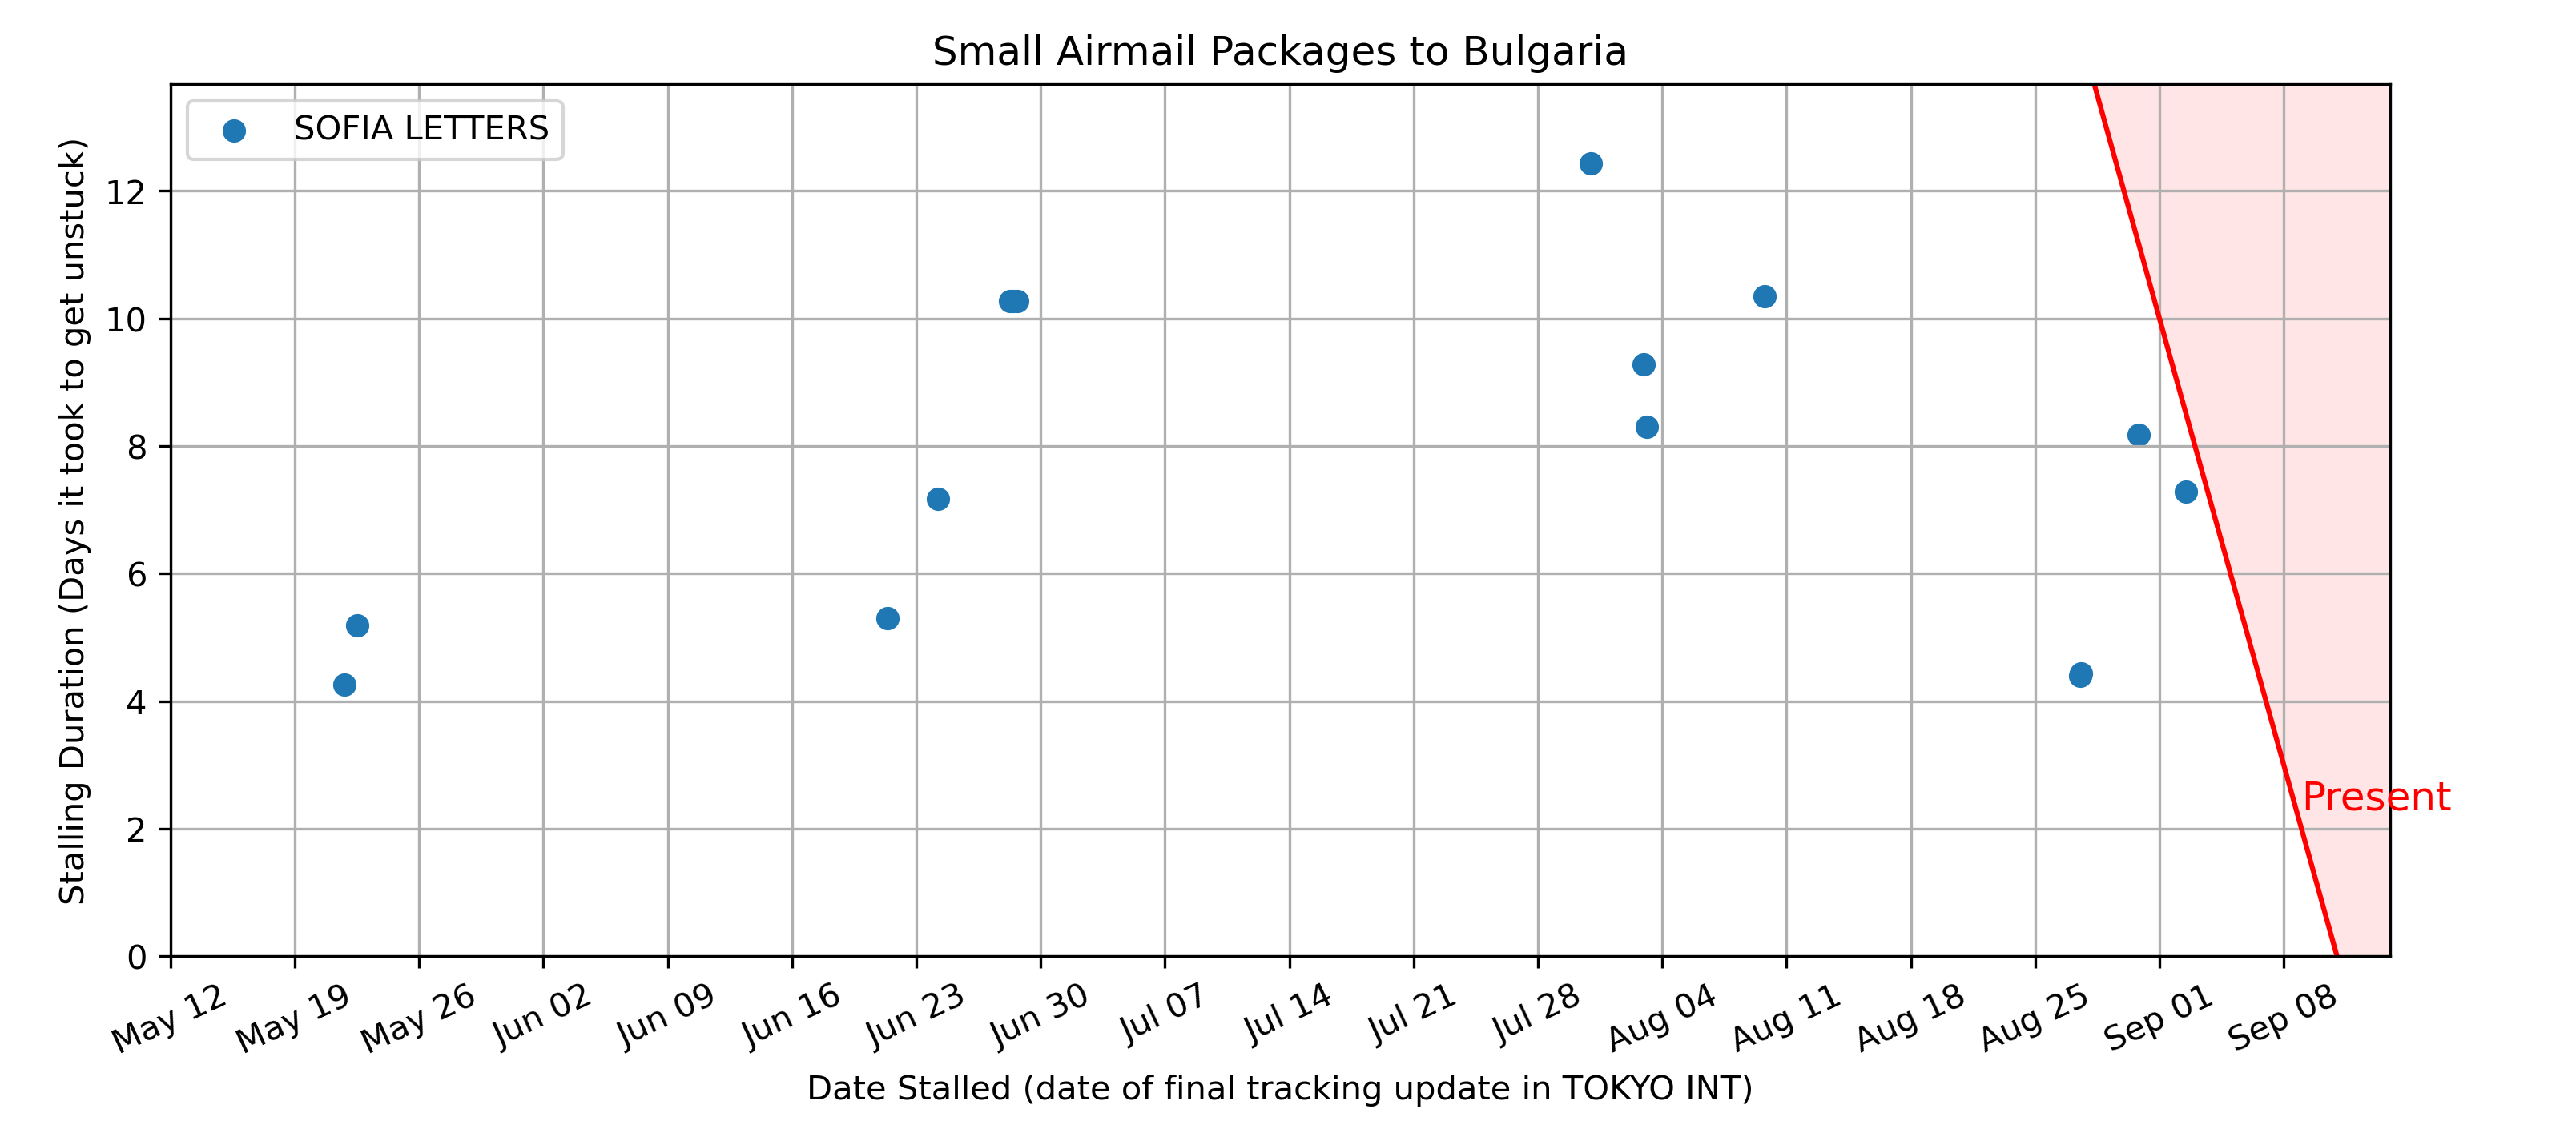 Small Airmail Packages to Bulgaria
SOFIA LETTERS
Stalling Duration (Days it took to get unstuck)
12
10
8
6
4
2
0
Present
May 12
May 19
May 26
Jun 02
Jun 09
Jun 16
Jun 23
Jun 30
Jul 07
Jul 14
Jul 21
Jul 28
Aug 04
Aug 11
Aug 18
Aug 25
Sep 01
Sep 08
Date Stalled (date of final tracking update in TOKYO INT)